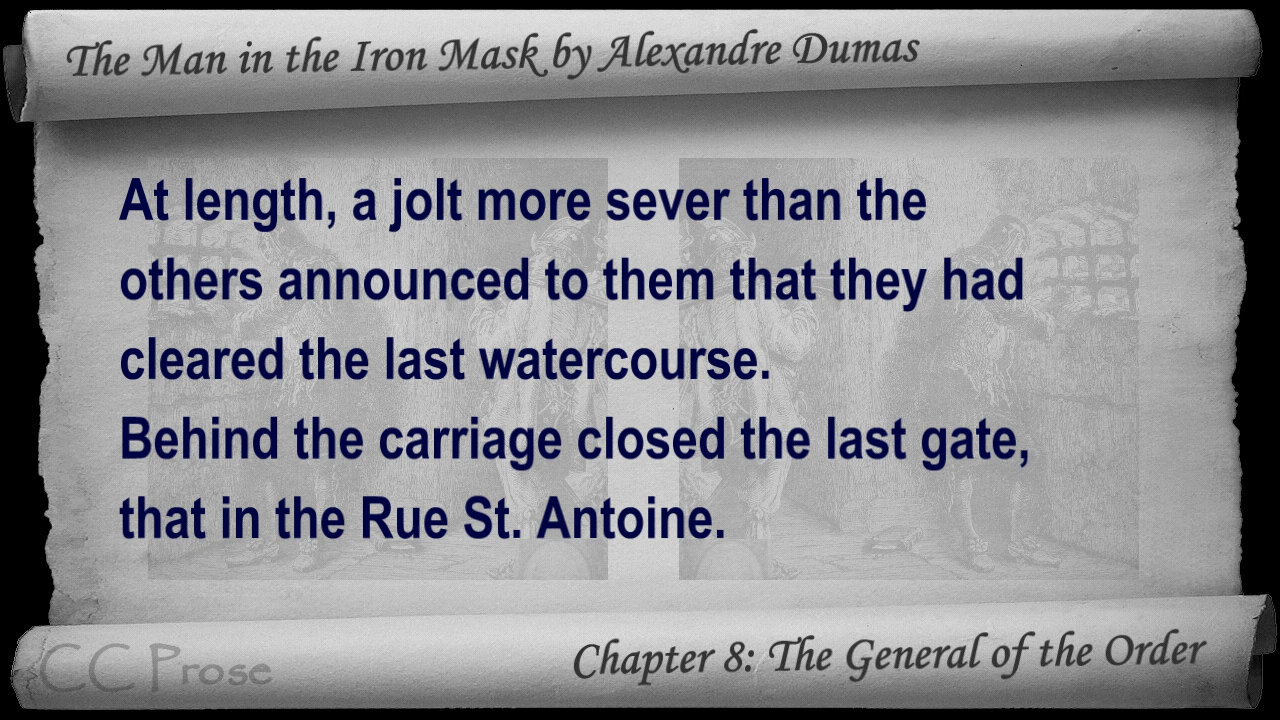 The Man in the Iron Mask by Alexandre Dumas
At length, a jolt more sever than the
others announced to them that they had
cleared the last watercourse.
Behind the carriage closed the last gate,
that in the Rue St. Antoine.
CC Prose
Chapter 8: The General of the Order